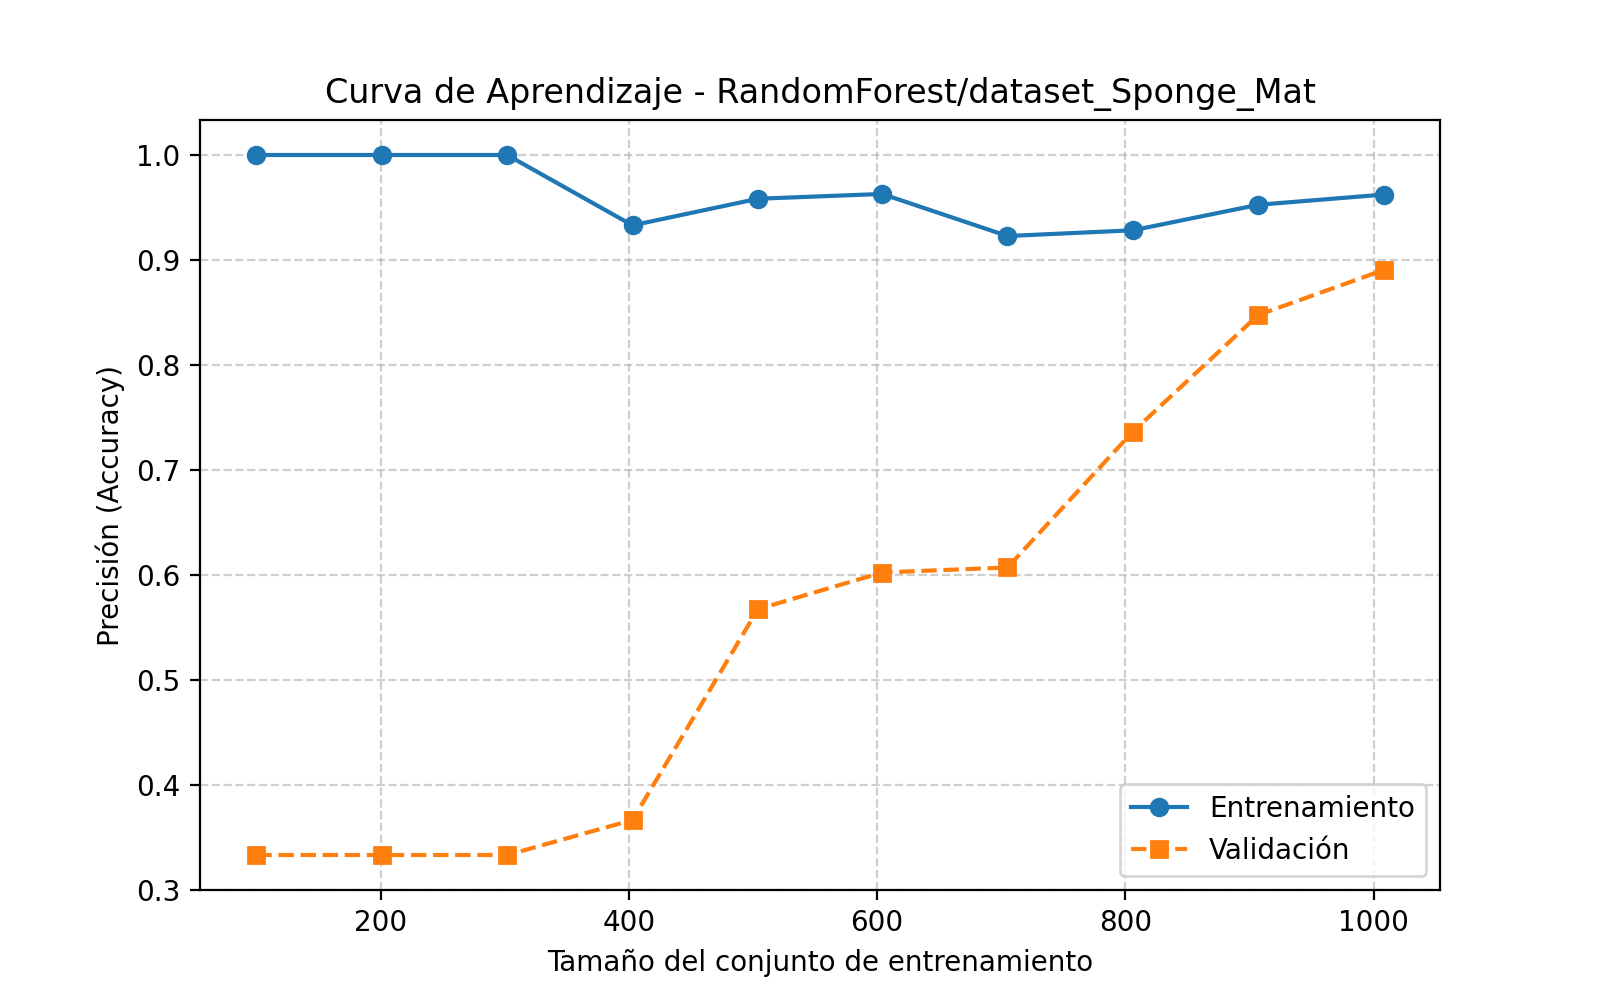 Curva de Aprendizaje - RandomForest/dataset_Sponge_Mat
Precisión (Accuracy)
1.0
0.9
0.8
0.7
0.6
0.5
0.4
0.3
Entrenamiento
Validación
200
400
600
800
1000
Tamaño del conjunto de entrenamiento